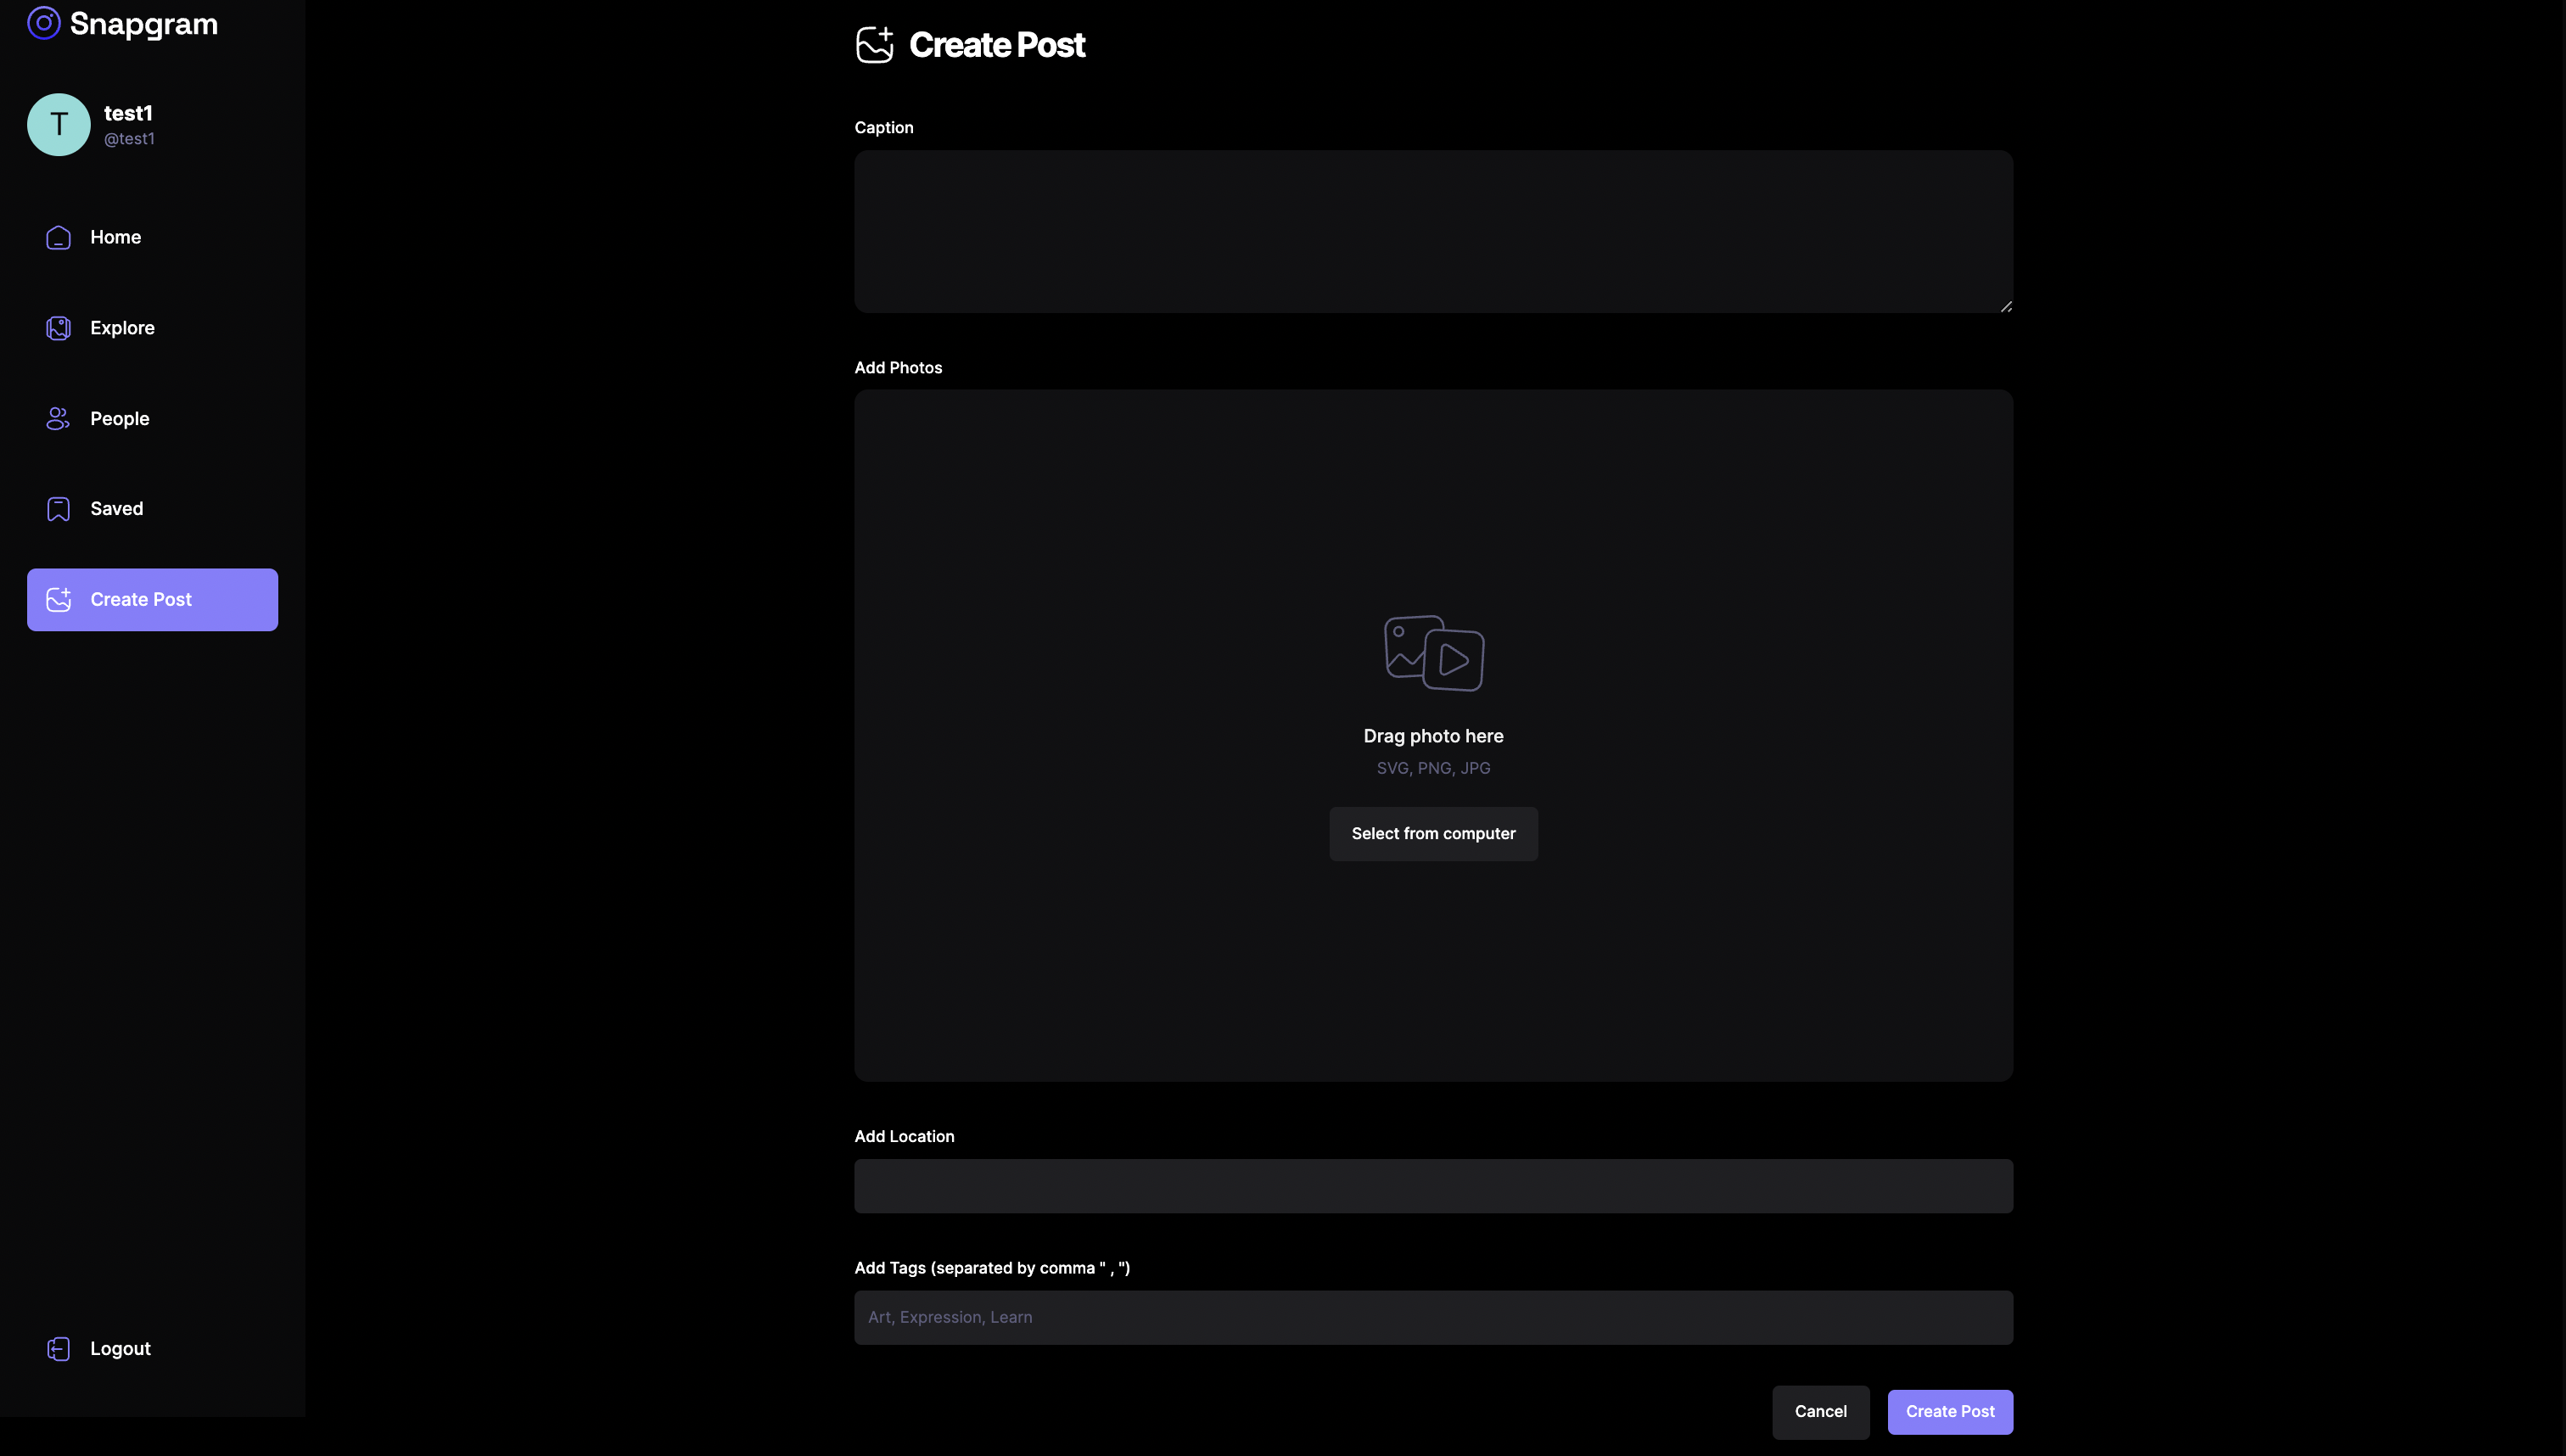 Snapgram
T
test1
@test1
Home
Explore
People
Saved
Create Post
Logout
Create Post
Caption
Add Photos
Drag photo here
SVG, PNG, JPG
Select from computer
Add Location
Add Tags (separated by comma " , ")
Art, Expression, Learn
Cancel
Create Post